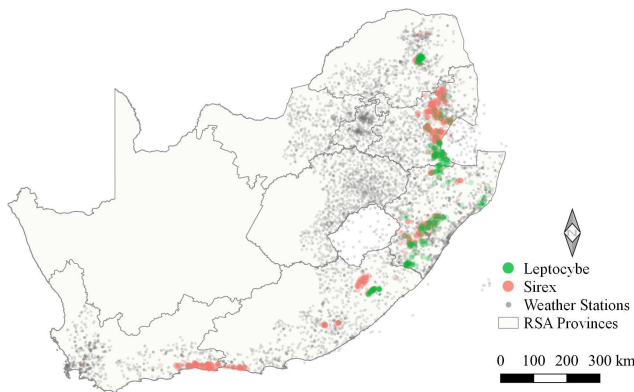 N
Leptocybe
Sirex
Weather Stations
RSA Provinces
0 100 200 300 km